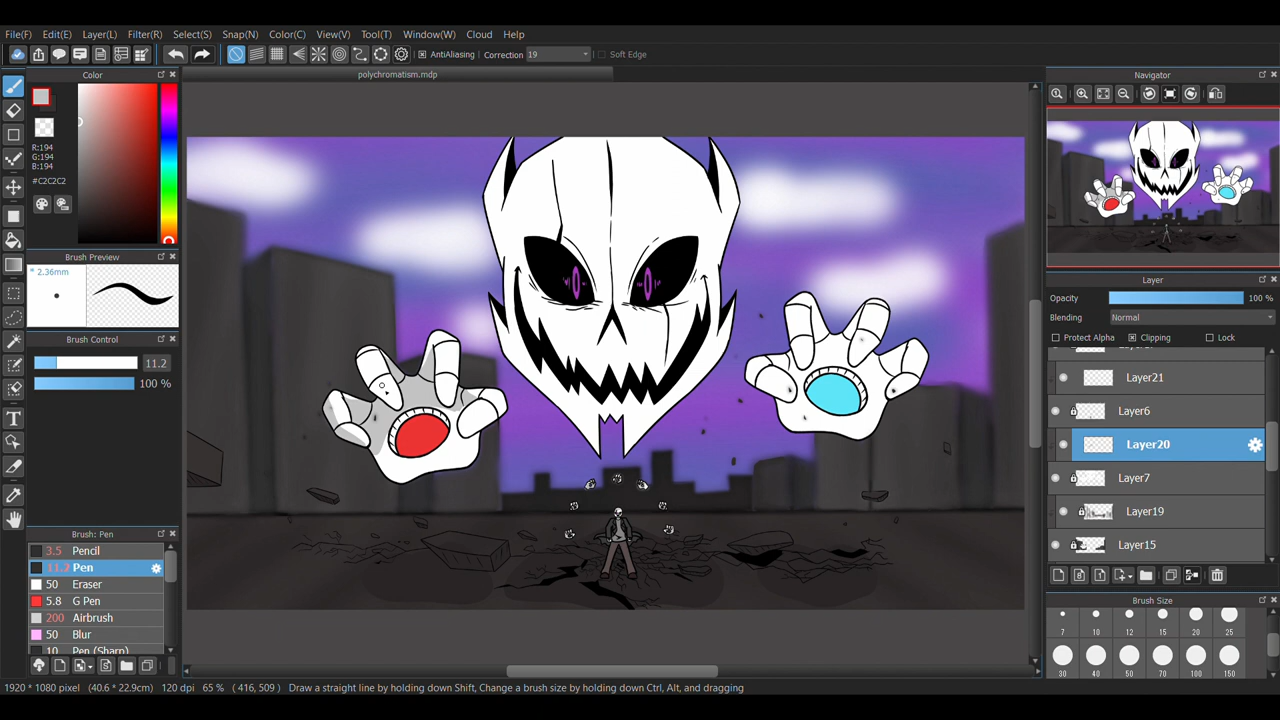 File(F) Edit(E) Layer(L) Filter(R) Select(S) Snap(N) Color(C) View(V) Tool(T) Window(W) Cloud Help
AntiAliasing Correction 19 Soft Edge
Color
polychromatism.mdp
Navigator
R:194
G:194
B:194
#C2C2C2
Brush Preview
* 2.36mm
Brush Control
11.2
100 %
Layer
Opacity 100 %
Blending Normal
Protect Alpha Clipping Lock
Layer21
Layer6
Layer20
Layer7
Layer19
Layer15
Brush: Pen
3.5 Pencil
11.2 Pen
50 Eraser
5.8 G Pen
200 Airbrush
50 Blur
10 Pen (Sharp)
Brush Size
7 10 12 15 20 25
30 40 50 70 100 150
1920 * 1080 pixel (40.6 * 22.9cm) 120 dpi 65 % ( 416, 509 ) Draw a straight line by holding down Shift, Change a brush size by holding down Ctrl, Alt, and dragging